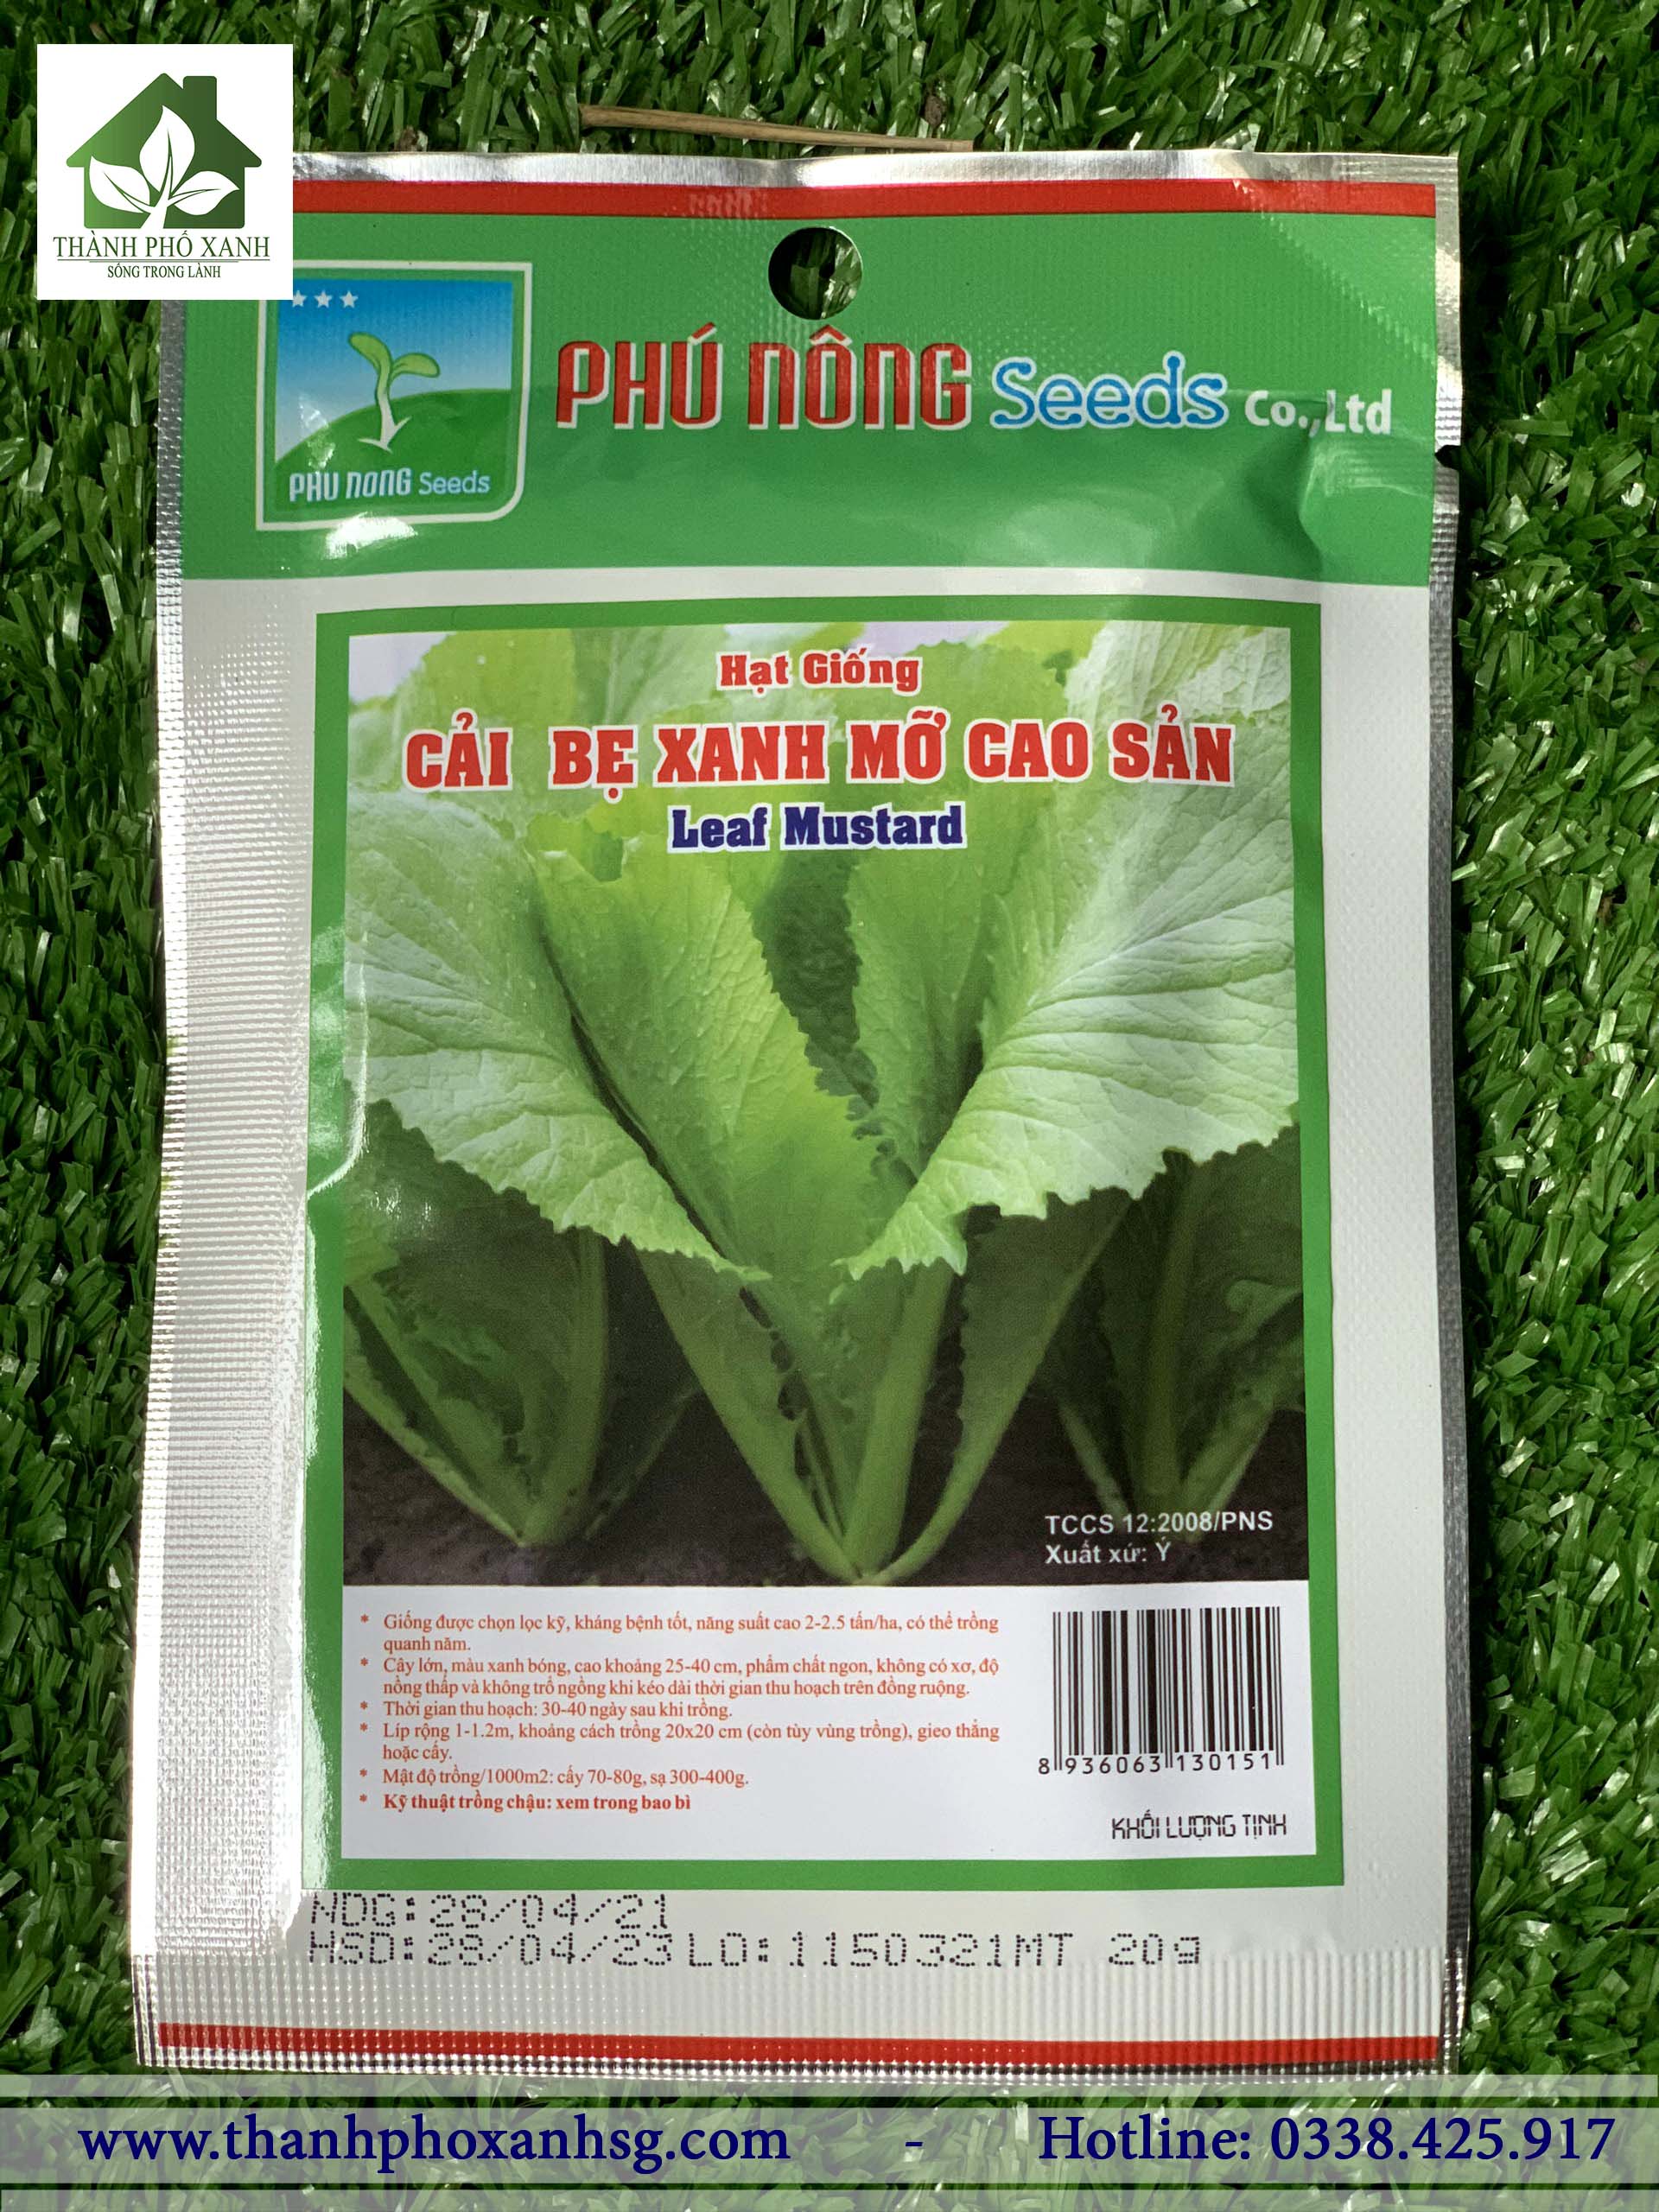 THÀNH PHỐ XANH
SỐNG TRONG LÀNH
PHU NONG Seeds
PHÚ NÔNG Seeds Co.,Ltd
Hạt Giống
CẢI BẸ XANH MỠ CAO SẢN
Leaf Mustard
TCCS 12:2008/PNS
Xuất xứ: Ý
* Giống được chọn lọc kỹ, kháng bệnh tốt, năng suất cao 2-2.5 tấn/ha, có thể trồng
quanh năm.
* Cây lớn, màu xanh bóng, cao khoảng 25-40 cm, phẩm chất ngon, không có xơ, độ
nồng thấp và không trổ ngồng khi kéo dài thời gian thu hoạch trên đồng ruộng.
* Thời gian thu hoạch: 30-40 ngày sau khi trồng.
* Líp rộng 1-1.2m, khoảng cách trồng 20x20 cm (còn tùy vùng trồng), gieo thẳng
hoặc cấy.
* Mật độ trồng/1000m2: cấy 70-80g, sạ 300-400g.
* Kỹ thuật trồng chậu: xem trong bao bì
8 936063 130151
KHỐI LƯỢNG TỊNH
NDG:28/04/21
HSD:28/04/23 LO:1150321MT 20g
www.thanhphoxanhsg.com - Hotline: 0338.425.917